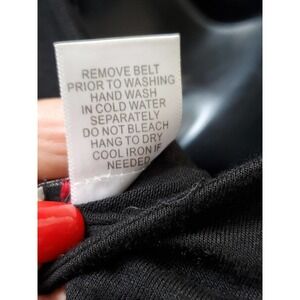 REMOVE BELT
PRIOR TO WASHING
HAND WASH
IN COLD WATER
SEPARATELY
DO NOT BLEACH
HANG TO DRY
COOL IRON IF
NEEDED